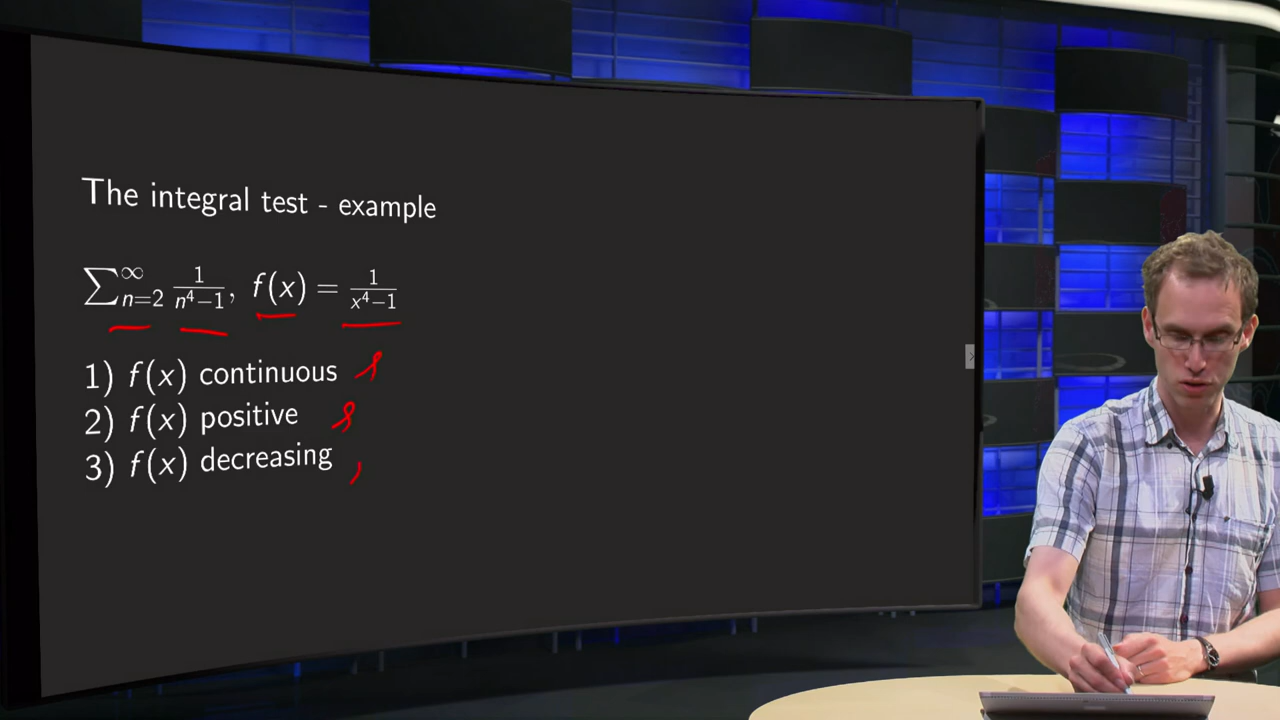 The integral test - example
∑_{n=2}^{∞} 1/(n⁴−1), f(x) = 1/(x⁴−1)
1) f(x) continuous
2) f(x) positive
3) f(x) decreasing